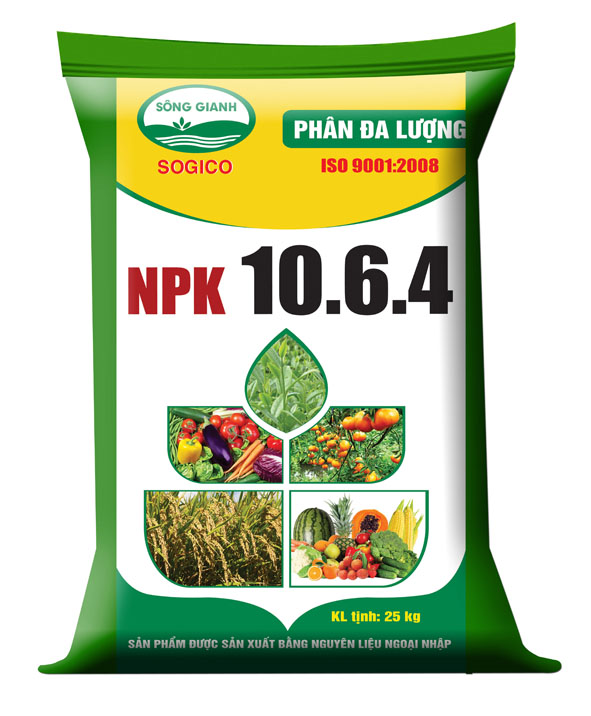 SÔNG GIANH
SOGICO
PHÂN ĐA LƯỢNG
ISO 9001:2008
NPK 10.6.4
KL tịnh: 25 kg
SẢN PHẨM ĐƯỢC SẢN XUẤT BẰNG NGUYÊN LIỆU NGOẠI NHẬP